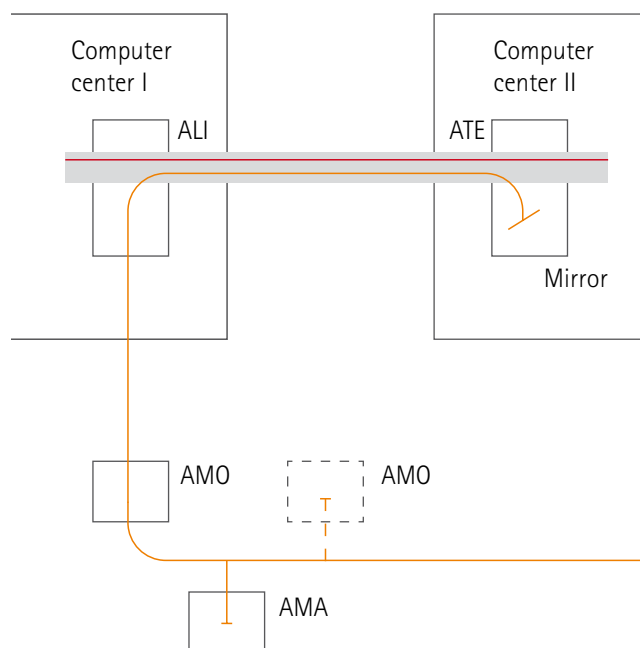 Computer
center I
Computer
center II
ALI
ATE
Mirror
AMO
AMO
AMA